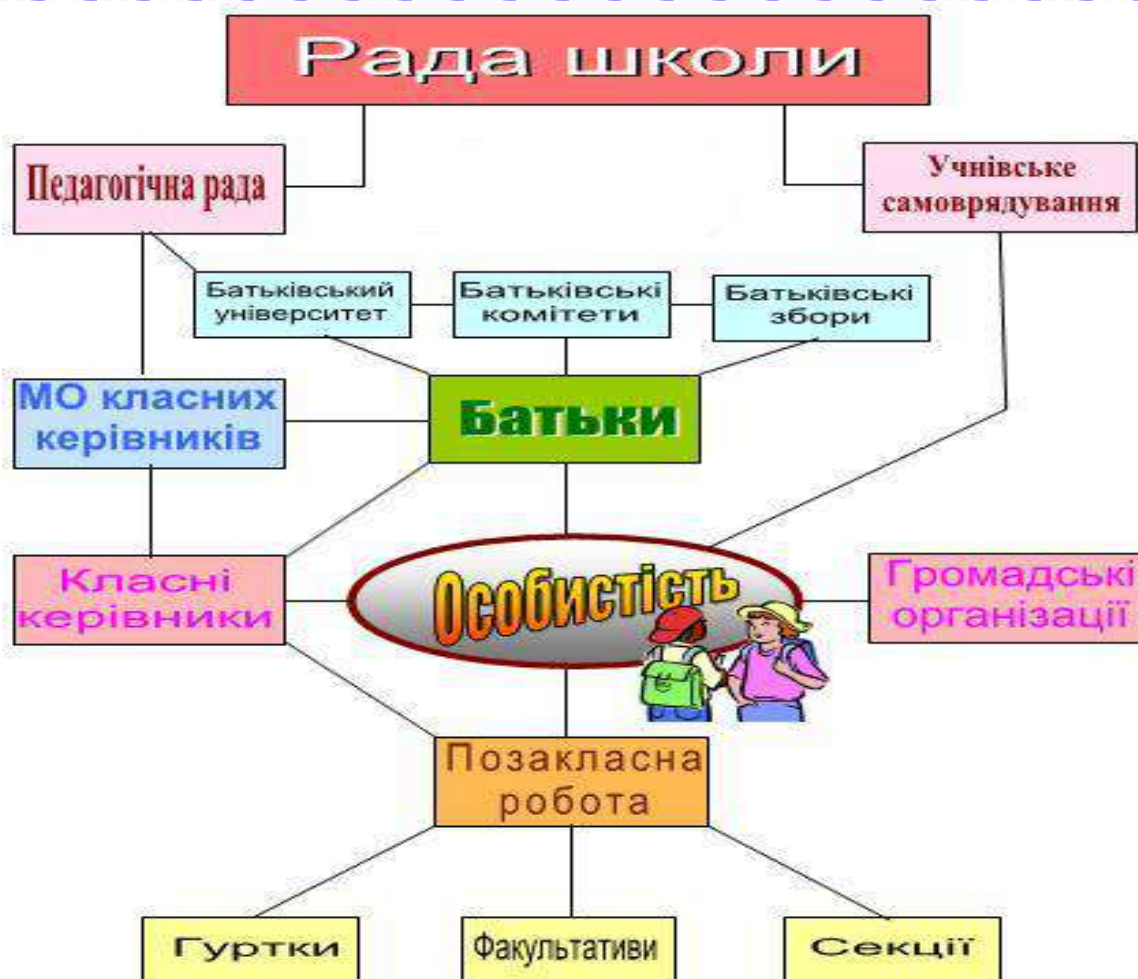 Рада школи
Педагогічна рада
Учнівське
самоврядування
Батьківський
університет
Батьківські
комітети
Батьківські
збори
МО класних
керівників
Батьки
Класні
керівники
Особистість
Громадські
організації
Позакласна
робота
Гуртки
Факультативи
Секції